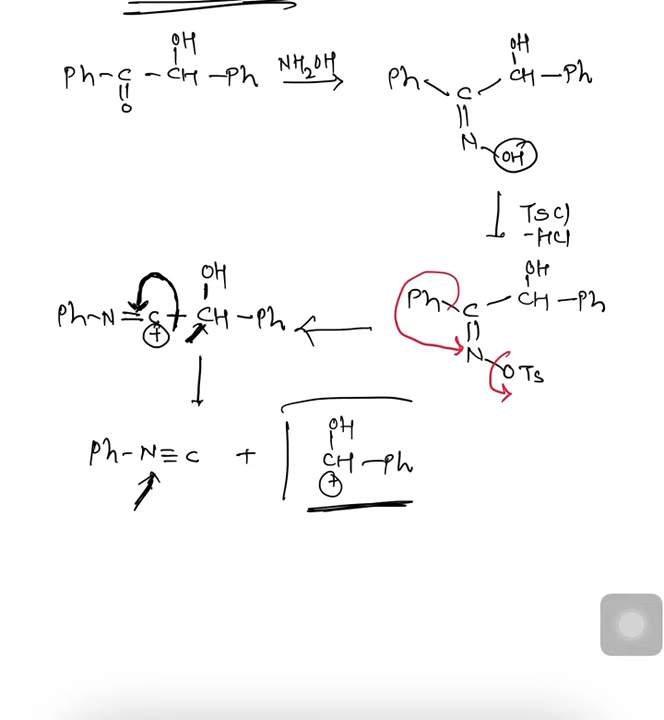 OH OH
Ph-C-CH-Ph NH2OH Ph C CH-Ph
O N OH
TsCl
-HCl
OH OH
Ph-N=C+CH-Ph Ph C-CH-Ph
+ N OTs
OH
Ph-N≡C + CH-Ph
+